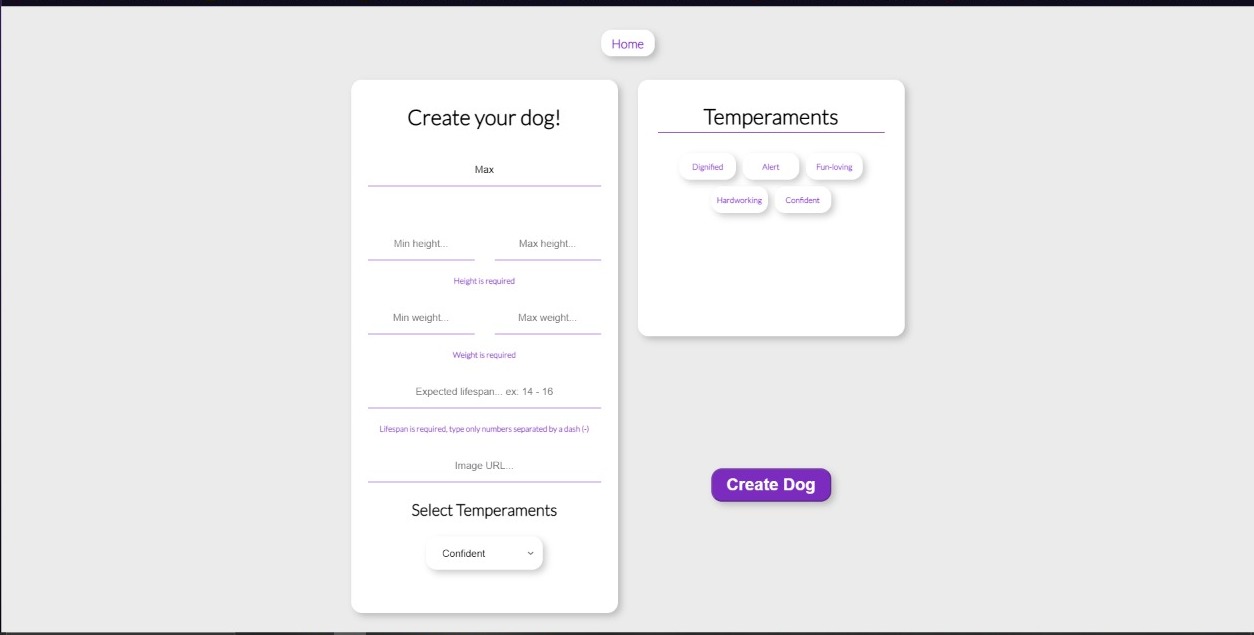 Home
Create your dog!
Max
Min height... Max height...
Height is required
Min weight... Max weight...
Weight is required
Expected lifespan... ex: 14 - 16
Lifespan is required, type only numbers separated by a dash (-)
Image URL...
Select Temperaments
Confident
Temperaments
Dignified Alert Fun-loving
Hardworking Confident
Create Dog